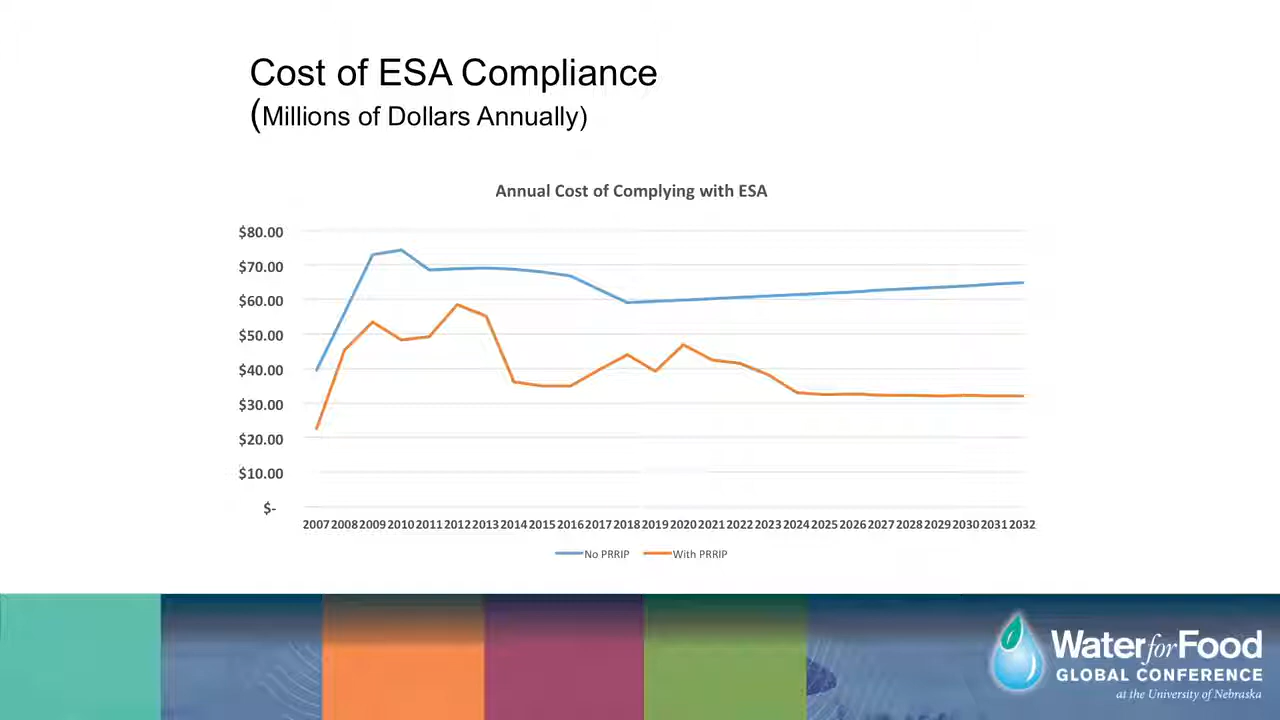 Cost of ESA Compliance
(Millions of Dollars Annually)
Annual Cost of Complying with ESA
$80.00
$70.00
$60.00
$50.00
$40.00
$30.00
$20.00
$10.00
$-
2007 2008 2009 2010 2011 2012 2013 2014 2015 2016 2017 2018 2019 2020 2021 2022 2023 2024 2025 2026 2027 2028 2029 2030 2031 2032
No PRRIP With PRRIP
Water for Food
GLOBAL CONFERENCE
at the University of Nebraska